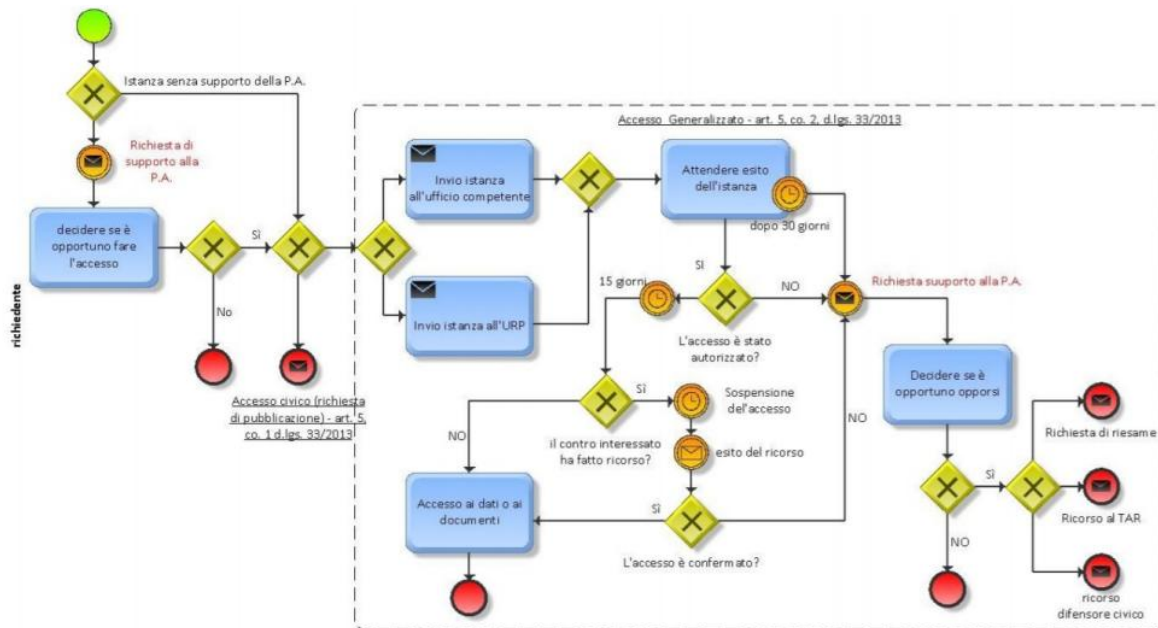 Istanza senza supporto della P.A.
Richiesta di
supporto alla
P.A.
richiedente
decidere se è
opportuno fare
l'accesso
Sì
No
Accesso civico (richiesta
di pubblicazione) - art. 5,
co. 1 d.lgs. 33/2013
Accesso Generalizzato - art. 5, co. 2, d.lgs. 33/2013
Invio istanza
all'ufficio competente
Invio istanza all'URP
Attendere esito
dell'istanza
dopo 30 giorni
Sì
15 giorni
NO
Richiesta suuporto alla P.A.
L'accesso è stato
autorizzato?
Sì
Sospensione
del'accesso
NO
il contro interessato
ha fatto ricorso?
esito del ricorso
NO
Accesso ai dati o ai
documenti
Sì
L'accesso è confermato?
Decidere se è
opportuno opporsi
Sì
NO
Richiesta di riesame
Ricorso al TAR
ricorso
difensore civico